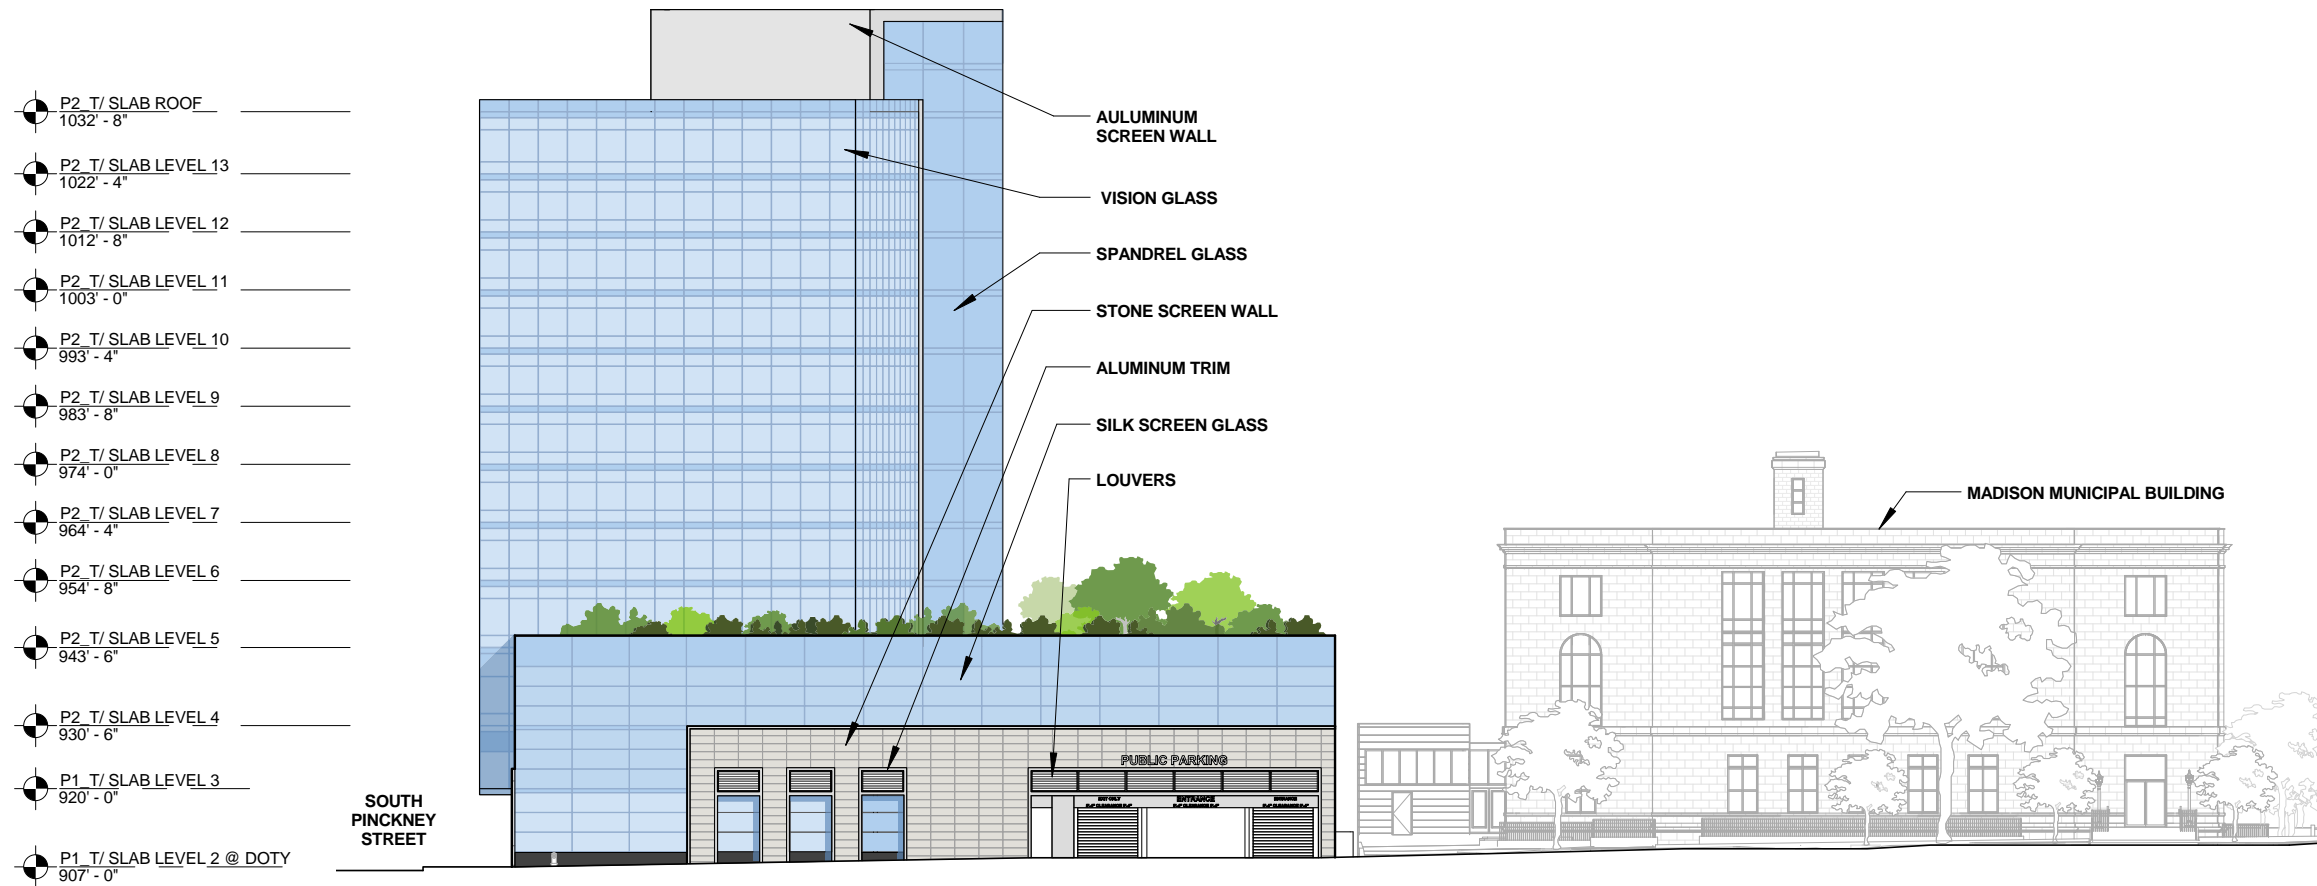 P2_T/ SLAB ROOF
1032' - 8"
P2_T/ SLAB LEVEL 13
1022' - 4"
P2_T/ SLAB LEVEL 12
1012' - 8"
P2_T/ SLAB LEVEL 11
1003' - 0"
P2_T/ SLAB LEVEL 10
993' - 4"
P2_T/ SLAB LEVEL 9
983' - 8"
P2_T/ SLAB LEVEL 8
974' - 0"
P2_T/ SLAB LEVEL 7
964' - 4"
P2_T/ SLAB LEVEL 6
954' - 8"
P2_T/ SLAB LEVEL 5
943' - 6"
P2_T/ SLAB LEVEL 4
930' - 6"
P1_T/ SLAB LEVEL 3
920' - 0"
P1_T/ SLAB LEVEL 2 @ DOTY
907' - 0"
SOUTH
PINCKNEY
STREET
AULUMINUM
SCREEN WALL
VISION GLASS
SPANDREL GLASS
STONE SCREEN WALL
ALUMINUM TRIM
SILK SCREEN GLASS
LOUVERS
PUBLIC PARKING
EXIT ONLY
ENTRANCE
ENTRANCE
MADISON MUNICIPAL BUILDING